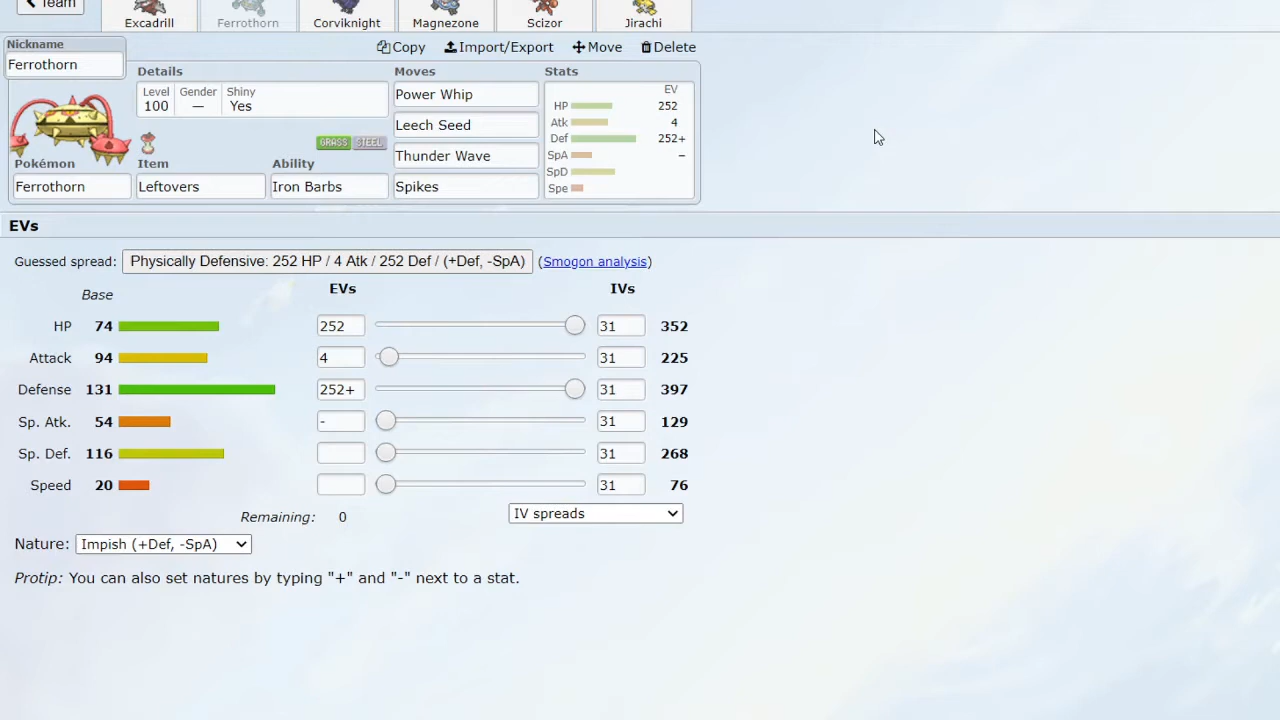 Team
Excadrill Ferrothorn Corviknight Magnezone Scizor Jirachi
Copy Import/Export Move Delete
Nickname
Ferrothorn
Details
Level Gender Shiny
100 — Yes
GRASS STEEL
Pokémon Item Ability
Ferrothorn Leftovers Iron Barbs
Moves
Power Whip
Leech Seed
Thunder Wave
Spikes
Stats
EV
HP 252
Atk 4
Def 252+
SpA –
SpD
Spe
EVs
Guessed spread: Physically Defensive: 252 HP / 4 Atk / 252 Def / (+Def, -SpA) (Smogon analysis)
Base EVs IVs
HP 74 252 31 352
Attack 94 4 31 225
Defense 131 252+ 31 397
Sp. Atk. 54 - 31 129
Sp. Def. 116 31 268
Speed 20 31 76
Remaining: 0 IV spreads
Nature: Impish (+Def, -SpA)
Protip: You can also set natures by typing "+" and "-" next to a stat.